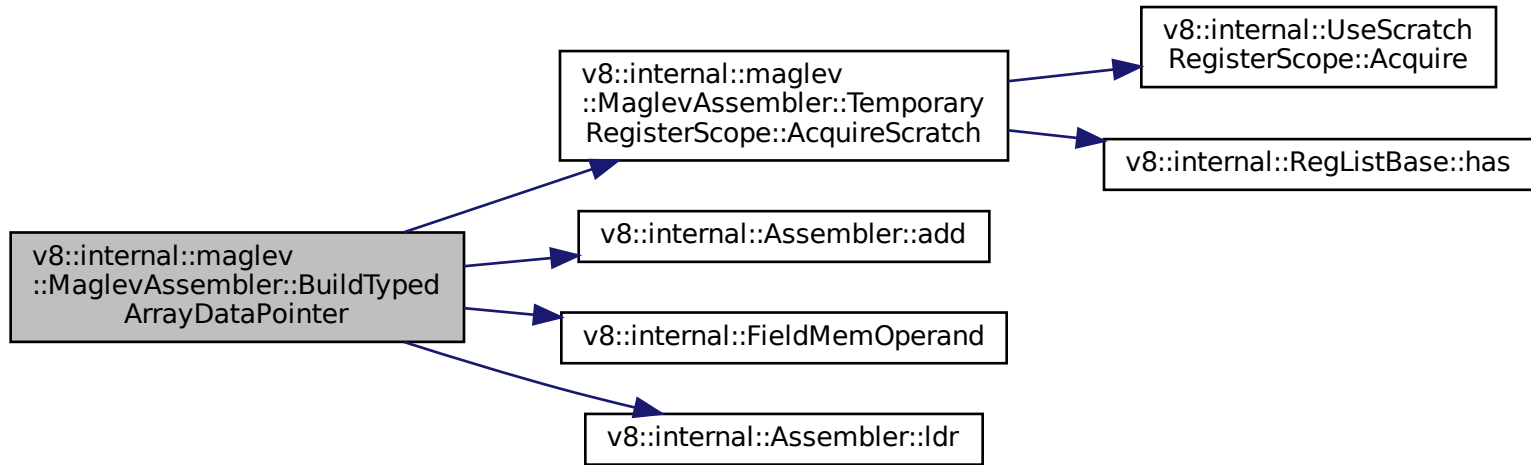 v8::internal::maglev
::MaglevAssembler::BuildTyped
ArrayDataPointer
v8::internal::maglev
::MaglevAssembler::Temporary
RegisterScope::AcquireScratch
v8::internal::UseScratch
RegisterScope::Acquire
v8::internal::RegListBase::has
v8::internal::Assembler::add
v8::internal::FieldMemOperand
v8::internal::Assembler::ldr